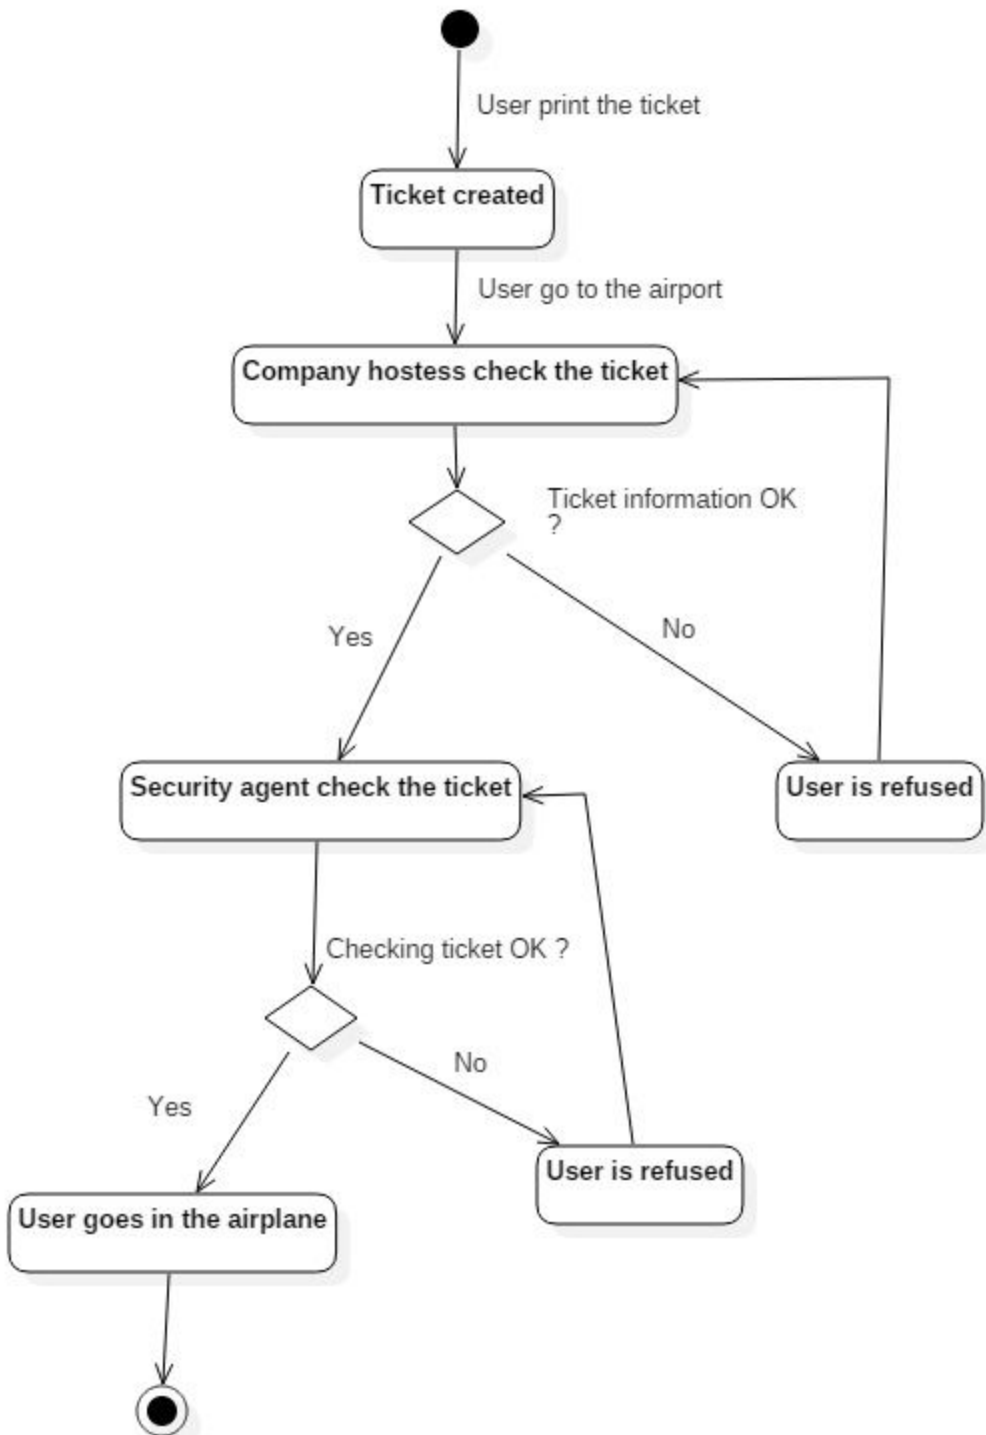 User print the ticket
Ticket created
User go to the airport
Company hostess check the ticket
Ticket information OK
?
Yes
No
Security agent check the ticket
User is refused
Checking ticket OK ?
No
Yes
User is refused
User goes in the airplane